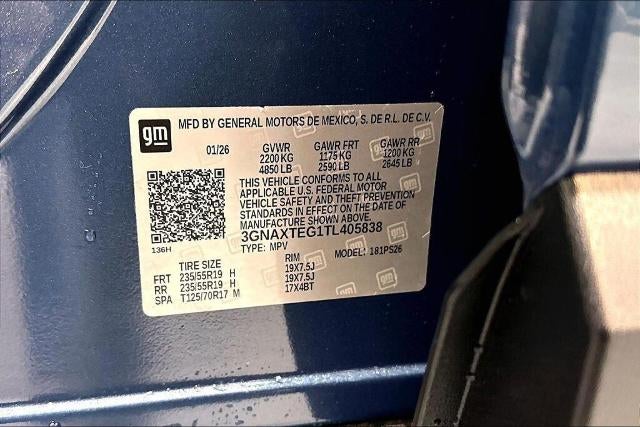 gm
MFD BY GENERAL MOTORS DE MEXICO, S. DE R.L. DE C.V.
01/26 GVWR GAWR FRT GAWR RR
2200 KG 1175 KG 1200 KG
4850 LB 2590 LB 2645 LB
THIS VEHICLE CONFORMS TO ALL
APPLICABLE U.S. FEDERAL MOTOR
VEHICLE SAFETY AND THEFT PREVENTION
STANDARDS IN EFFECT ON THE DATE OF
MANUFACTURE SHOWN ABOVE.
3GNAXTEG1TL405838
136H TYPE: MPV MODEL: 181PS26
TIRE SIZE RIM
FRT 235/55R19 H 19X7.5J
RR 235/55R19 H 19X7.5J
SPA T125/70R17 M 17X4BT